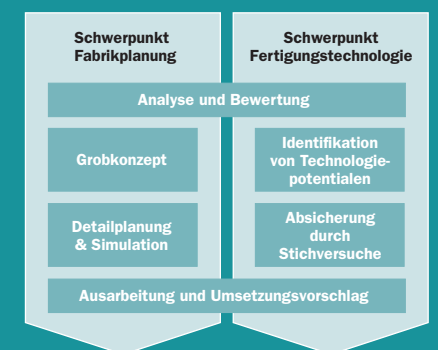 Schwerpunkt
Fabrikplanung
Schwerpunkt
Fertigungstechnologie
Analyse und Bewertung
Grobkonzept
Identifikation
von Technologie-
potentialen
Detailplanung
& Simulation
Absicherung
durch
Stichversuche
Ausarbeitung und Umsetzungsvorschlag